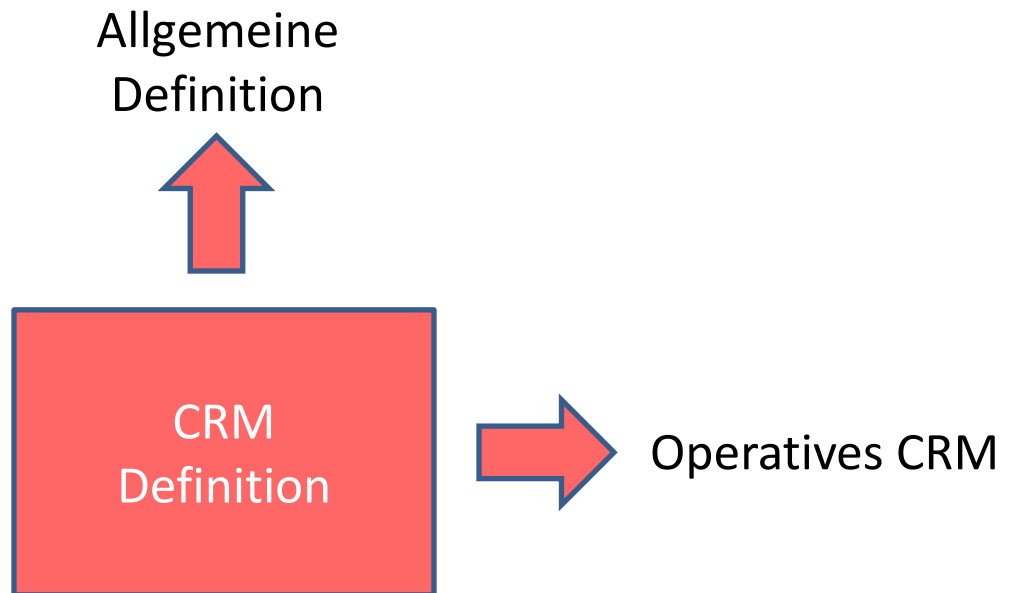 Allgemeine
Definition
CRM
Definition
Operatives CRM